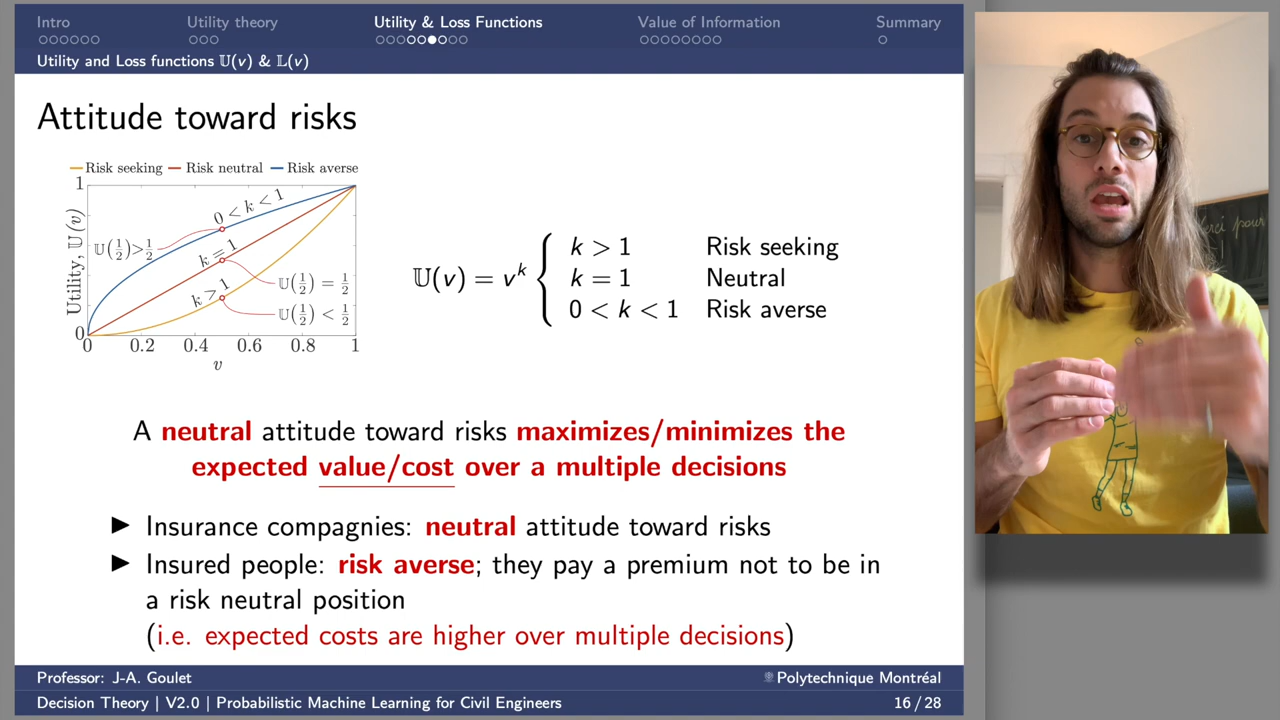 Intro Utility theory Utility & Loss Functions Value of Information Summary
Utility and Loss functions 𝕌(v) & 𝕃(v)
Attitude toward risks
Risk seeking Risk neutral Risk averse
Utility, 𝕌(v)
1
0
0 < k < 1
𝕌(1/2)>1/2
k = 1
k > 1
𝕌(1/2) = 1/2
𝕌(1/2) < 1/2
0 0.2 0.4 0.6 0.8 1
v
𝕌(v) = v^k
k > 1 Risk seeking
k = 1 Neutral
0 < k < 1 Risk averse
A neutral attitude toward risks maximizes/minimizes the
expected value/cost over a multiple decisions
▶ Insurance compagnies: neutral attitude toward risks
▶ Insured people: risk averse; they pay a premium not to be in
a risk neutral position
(i.e. expected costs are higher over multiple decisions)
Professor: J-A. Goulet Polytechnique Montréal
Decision Theory | V2.0 | Probabilistic Machine Learning for Civil Engineers 16 / 28
pour